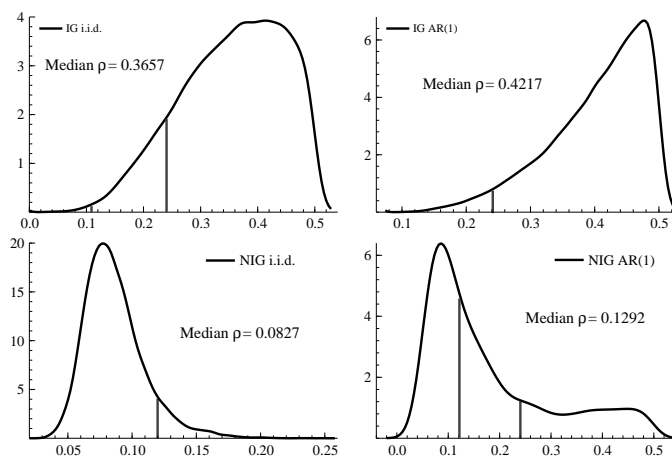 IG i.i.d.
Median ρ = 0.3657
4
3
2
1
0.0 0.1 0.2 0.3 0.4 0.5
IG AR(1)
Median ρ = 0.4217
6
4
2
0.1 0.2 0.3 0.4 0.5
NIG i.i.d.
Median ρ = 0.0827
20
15
10
5
0.05 0.10 0.15 0.20 0.25
NIG AR(1)
Median ρ = 0.1292
6
4
2
0.0 0.1 0.2 0.3 0.4 0.5